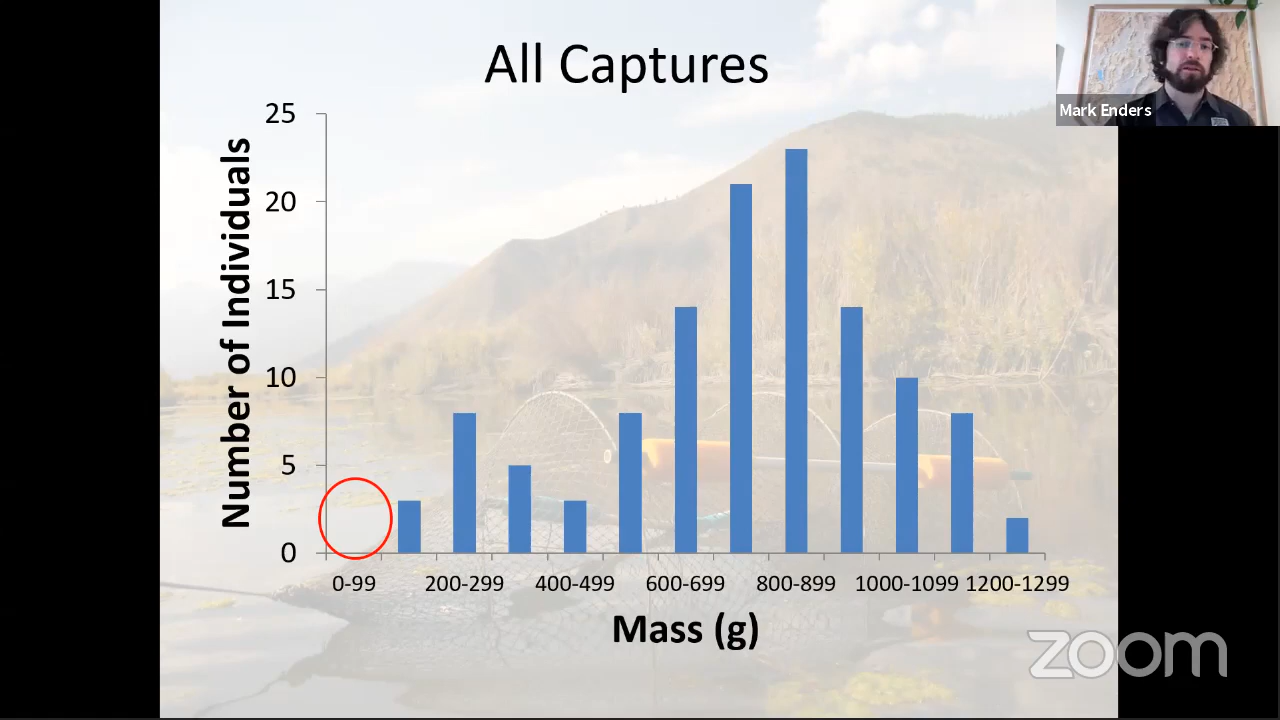 All Captures
Mark Enders
25
20
15
10
5
0
Number of Individuals
0-99
200-299
400-499
600-699
800-899
1000-1099
1200-1299
Mass (g)
zoom